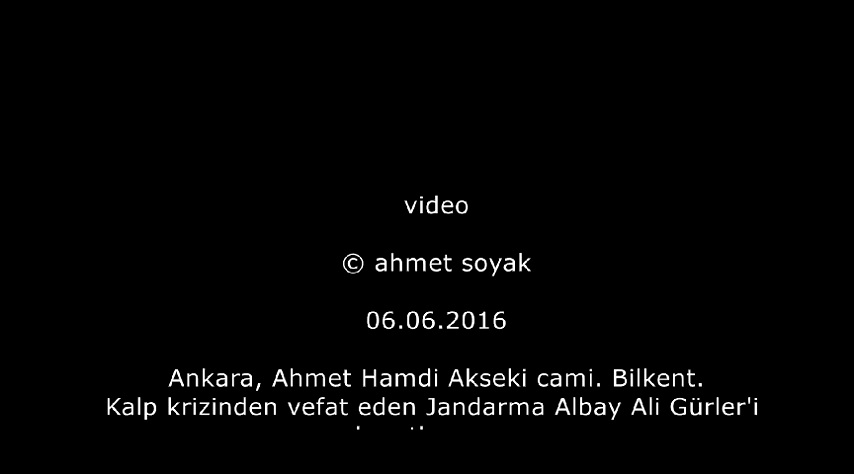 video
© ahmet soyak
06.06.2016
Ankara, Ahmet Hamdi Akseki cami. Bilkent.
Kalp krizinden vefat eden Jandarma Albay Ali Gürler'i